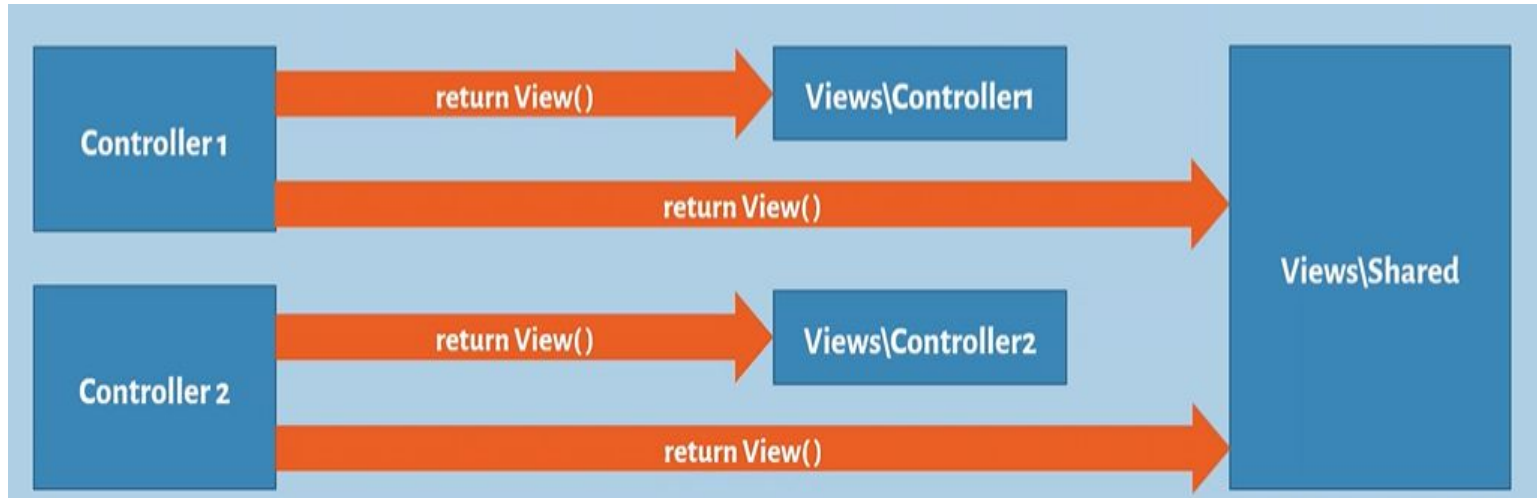 return View()
Views\Controller1
Controller 1
return View()
Views\Shared
return View()
Views\Controller2
Controller 2
return View()